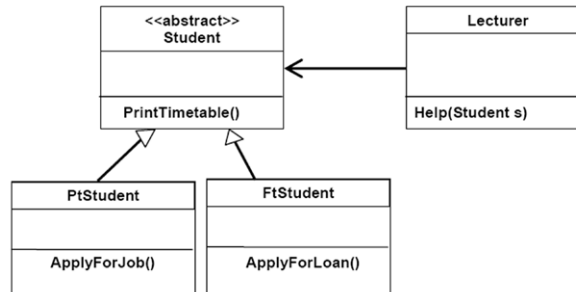 <<abstract>>
Student
PrintTimetable()
Lecturer
Help(Student s)
PtStudent
ApplyForJob()
FtStudent
ApplyForLoan()